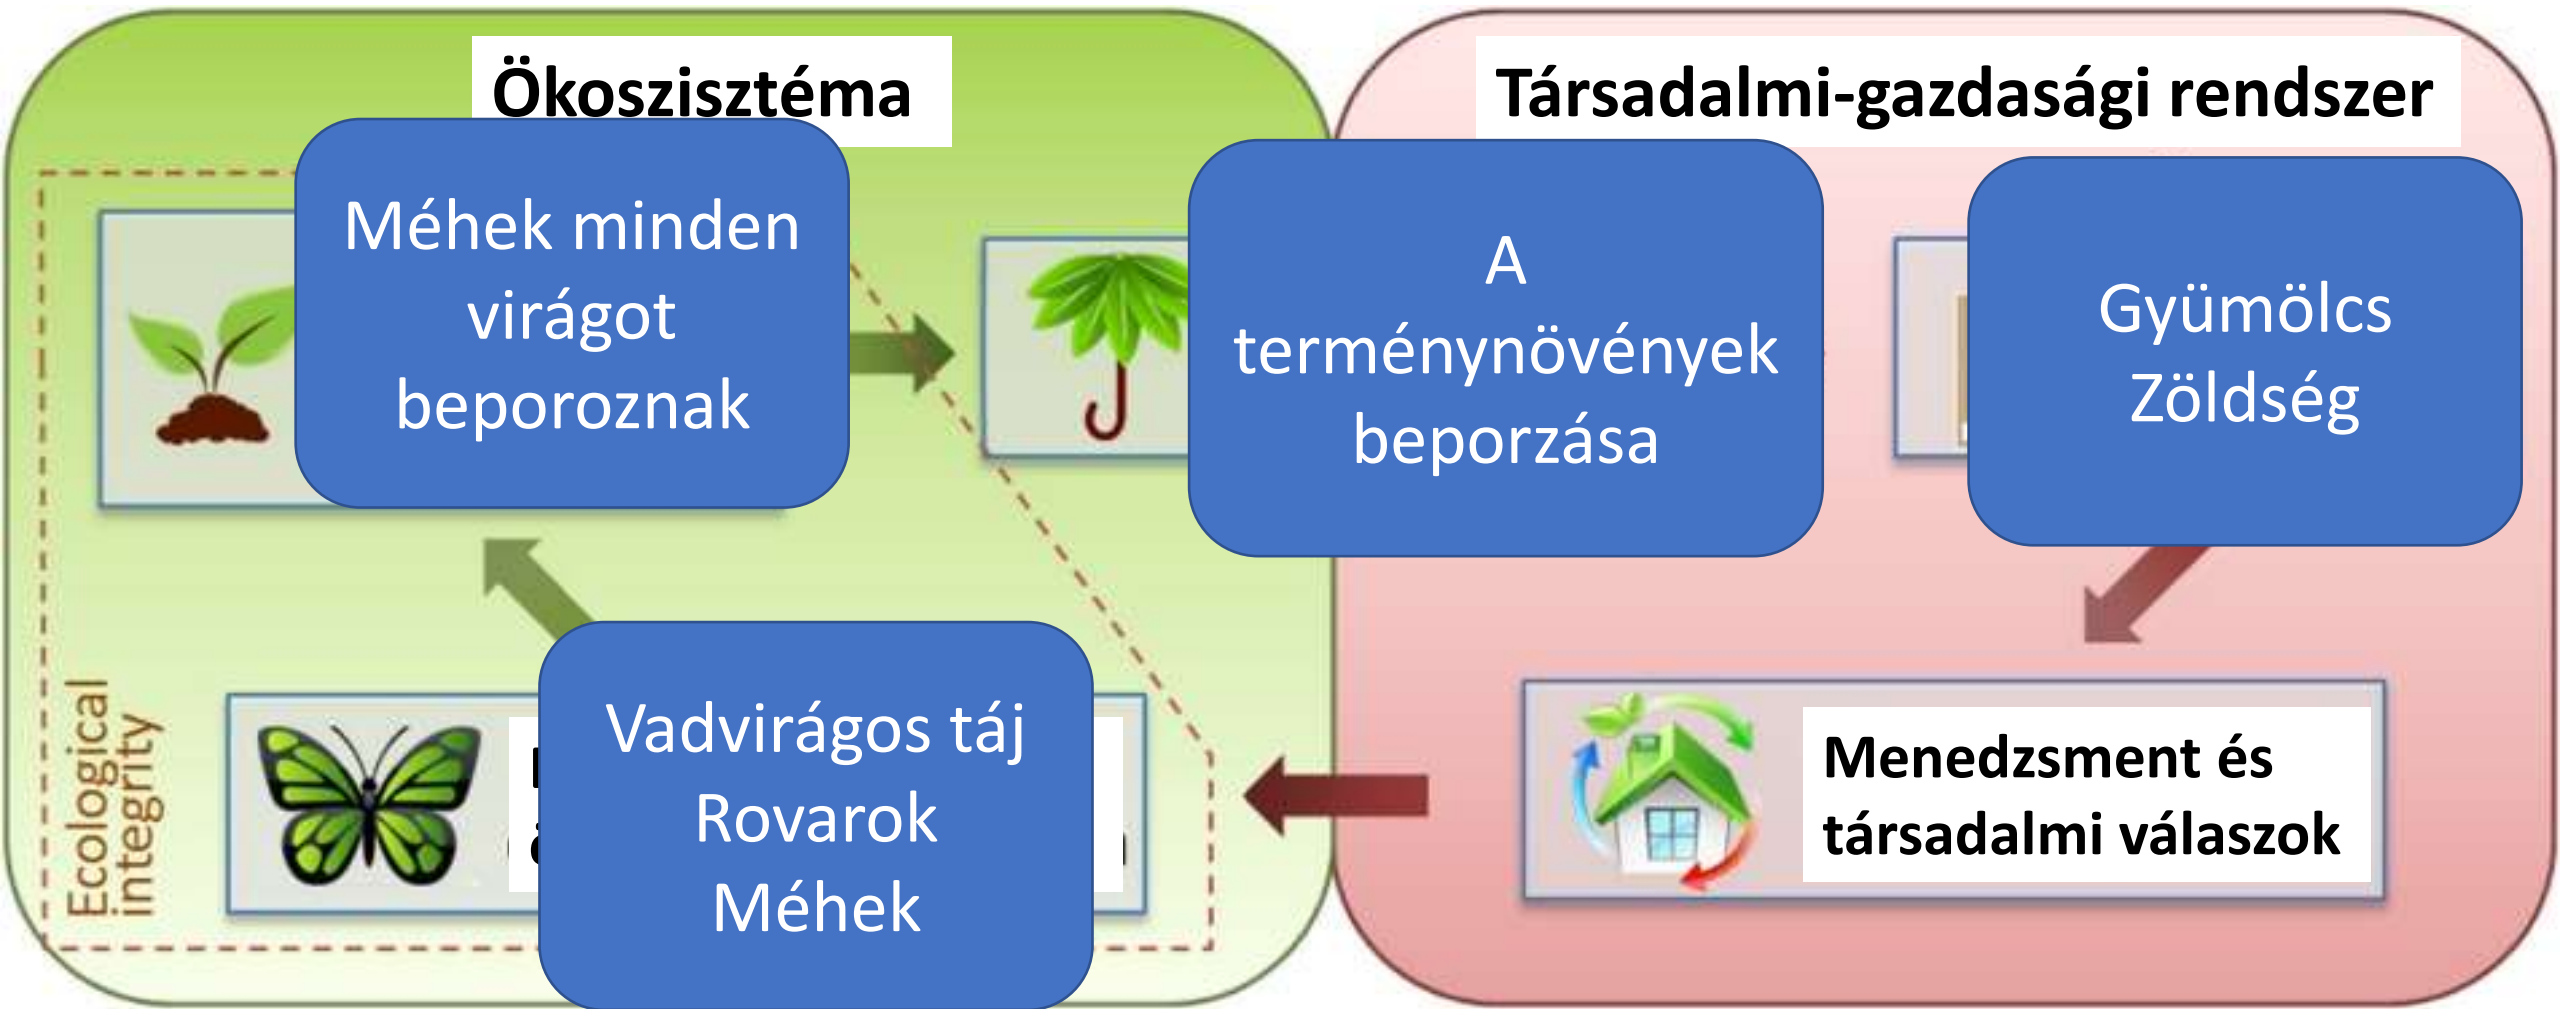 Ökoszisztéma
Társadalmi-gazdasági rendszer
Méhek minden
virágot
beporoznak
A
terménynövények
beporzása
Gyümölcs
Zöldség
Ecological
integrity
Vadvirágos táj
Rovarok
Méhek
Menedzsment és
társadalmi válaszok